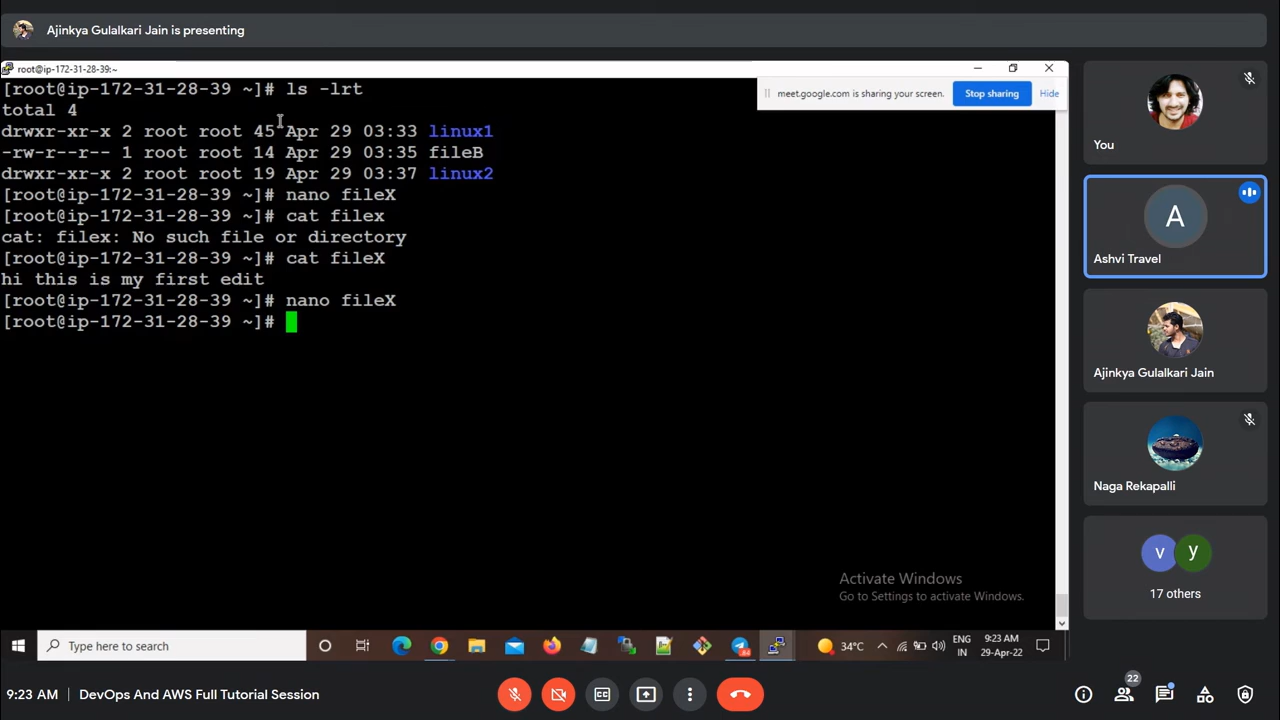 Ajinkya Gulalkari Jain is presenting
root@ip-172-31-28-39:~
[root@ip-172-31-28-39 ~]# ls -lrt
meet.google.com is sharing your screen. Stop sharing Hide
total 4
drwxr-xr-x 2 root root 45 Apr 29 03:33 linux1
-rw-r--r-- 1 root root 14 Apr 29 03:35 fileB
drwxr-xr-x 2 root root 19 Apr 29 03:37 linux2
[root@ip-172-31-28-39 ~]# nano fileX
[root@ip-172-31-28-39 ~]# cat filex
cat: filex: No such file or directory
[root@ip-172-31-28-39 ~]# cat fileX
hi this is my first edit
[root@ip-172-31-28-39 ~]# nano fileX
[root@ip-172-31-28-39 ~]#
Activate Windows
Go to Settings to activate Windows.
You
A
Ashvi Travel
Ajinkya Gulalkari Jain
Naga Rekapalli
v y
17 others
Type here to search
34°C
ENG
IN
9:23 AM
29-Apr-22
9:23 AM | DevOps And AWS Full Tutorial Session
22